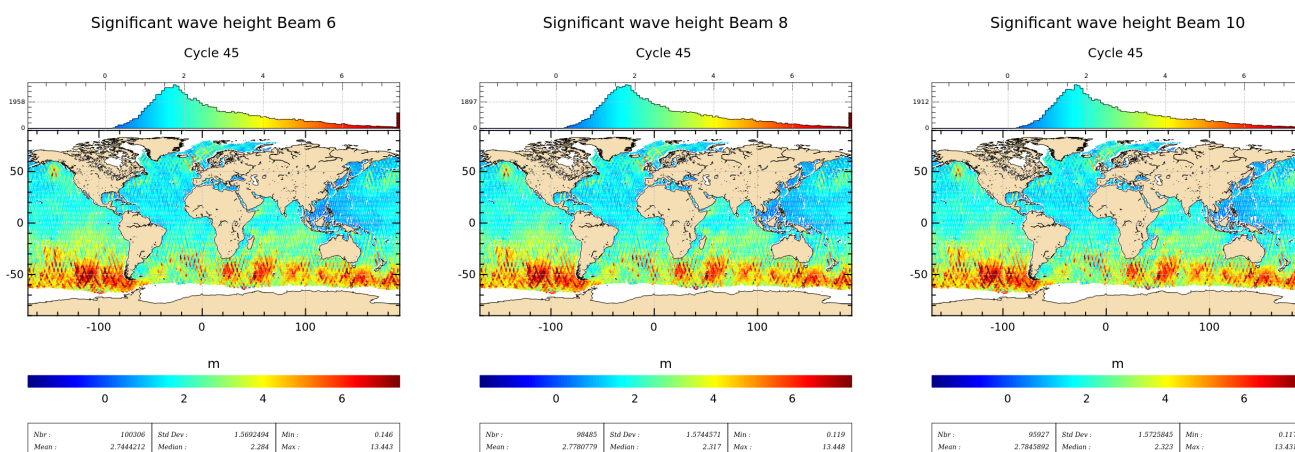 Significant wave height Beam 6
Cycle 45
0 2 4 6
1958
0
50
0
-50
-100 0 100
m
0 2 4 6
Nbr : 100306 Std Dev : 1.5692494 Min : 0.146
Mean : 2.7444212 Median : 2.284 Max : 13.443
Significant wave height Beam 8
Cycle 45
0 2 4 6
1897
0
50
0
-50
-100 0 100
m
0 2 4 6
Nbr : 98485 Std Dev : 1.5744571 Min : 0.119
Mean : 2.7780779 Median : 2.317 Max : 13.448
Significant wave height Beam 10
Cycle 45
0 2 4 6
1912
0
50
0
-50
-100 0 100
m
0 2 4 6
Nbr : 95927 Std Dev : 1.5725845 Min : 0.117
Mean : 2.7845892 Median : 2.323 Max : 13.431